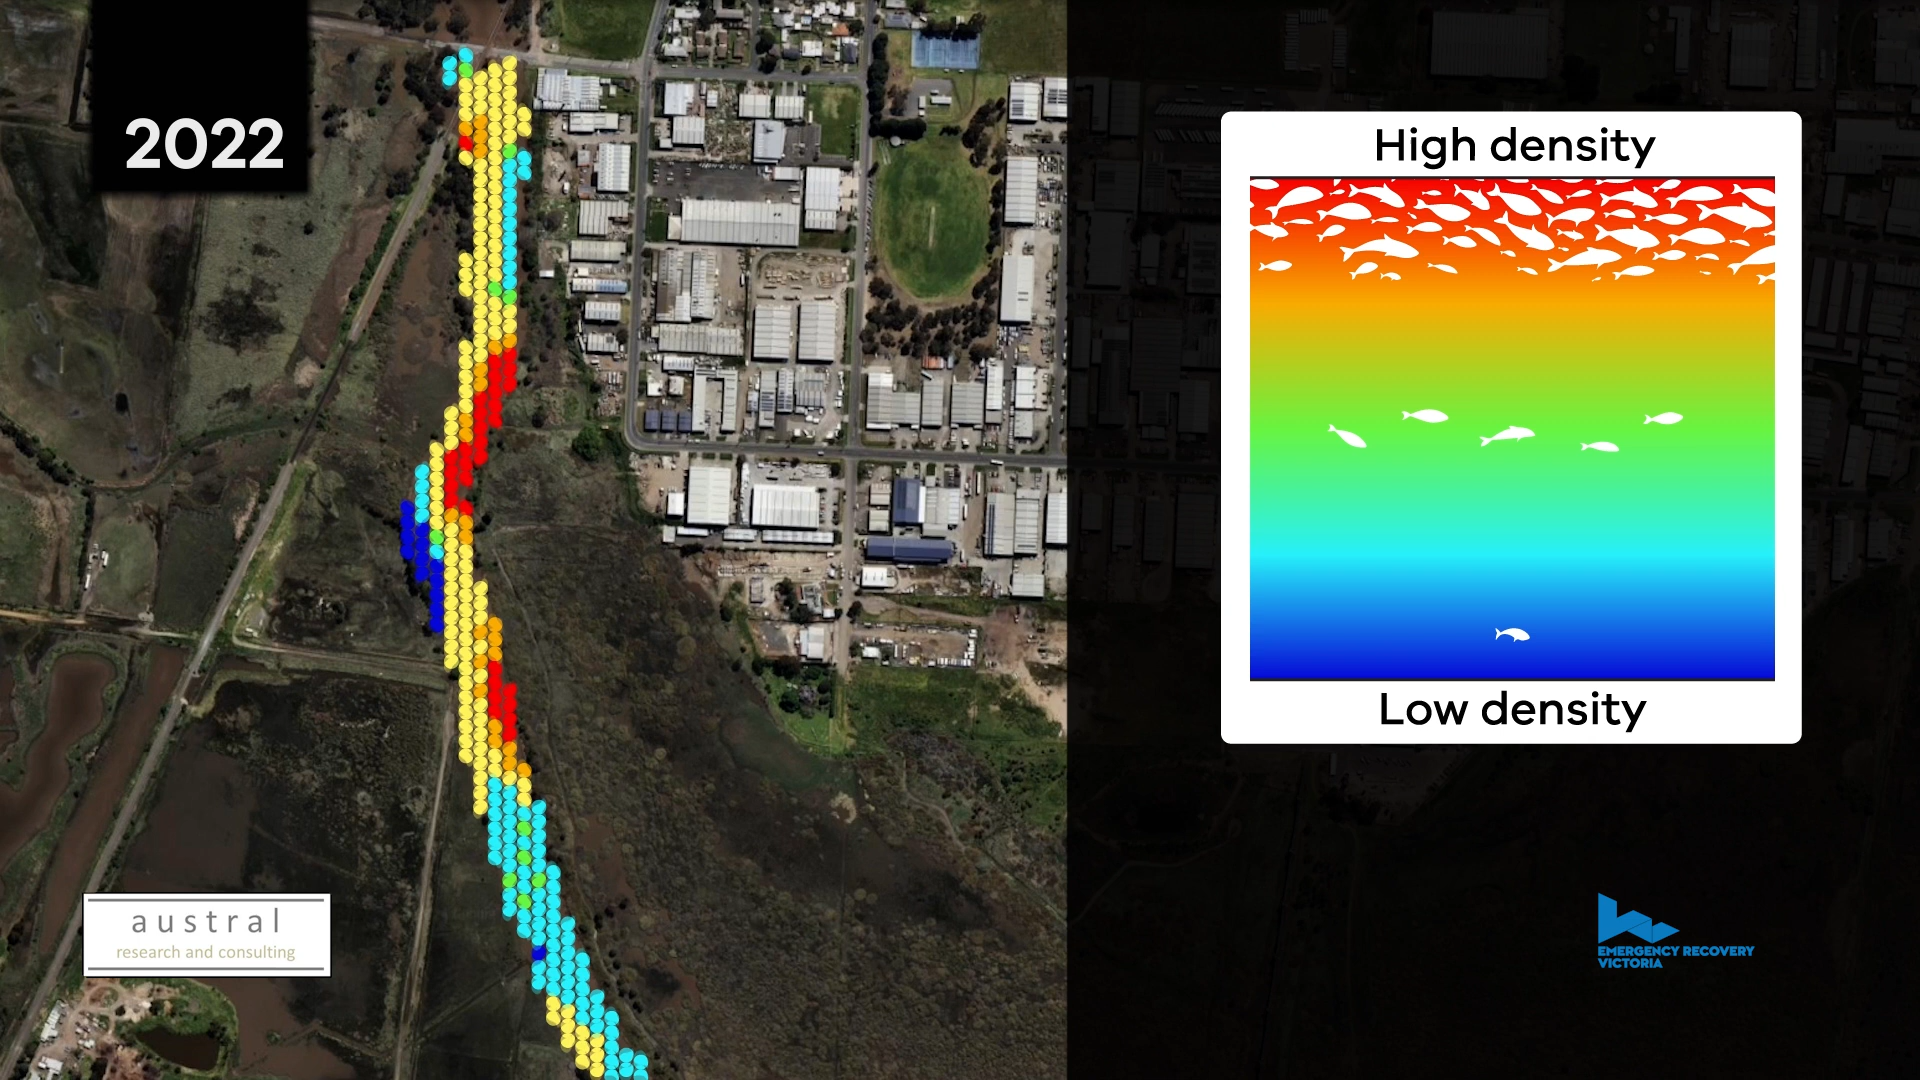 2022
High density
Low density
austral
research and consulting
EMERGENCY RECOVERY
VICTORIA